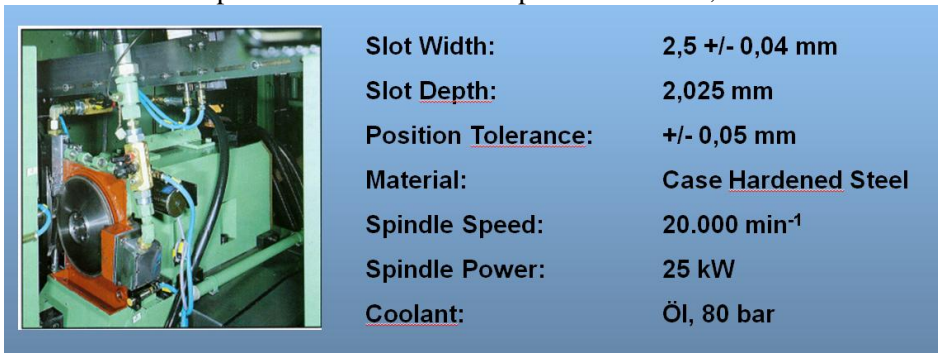 Slot Width: 2,5 +/- 0,04 mm
Slot Depth: 2,025 mm
Position Tolerance: +/- 0,05 mm
Material: Case Hardened Steel
Spindle Speed: 20.000 min⁻¹
Spindle Power: 25 kW
Coolant: Öl, 80 bar